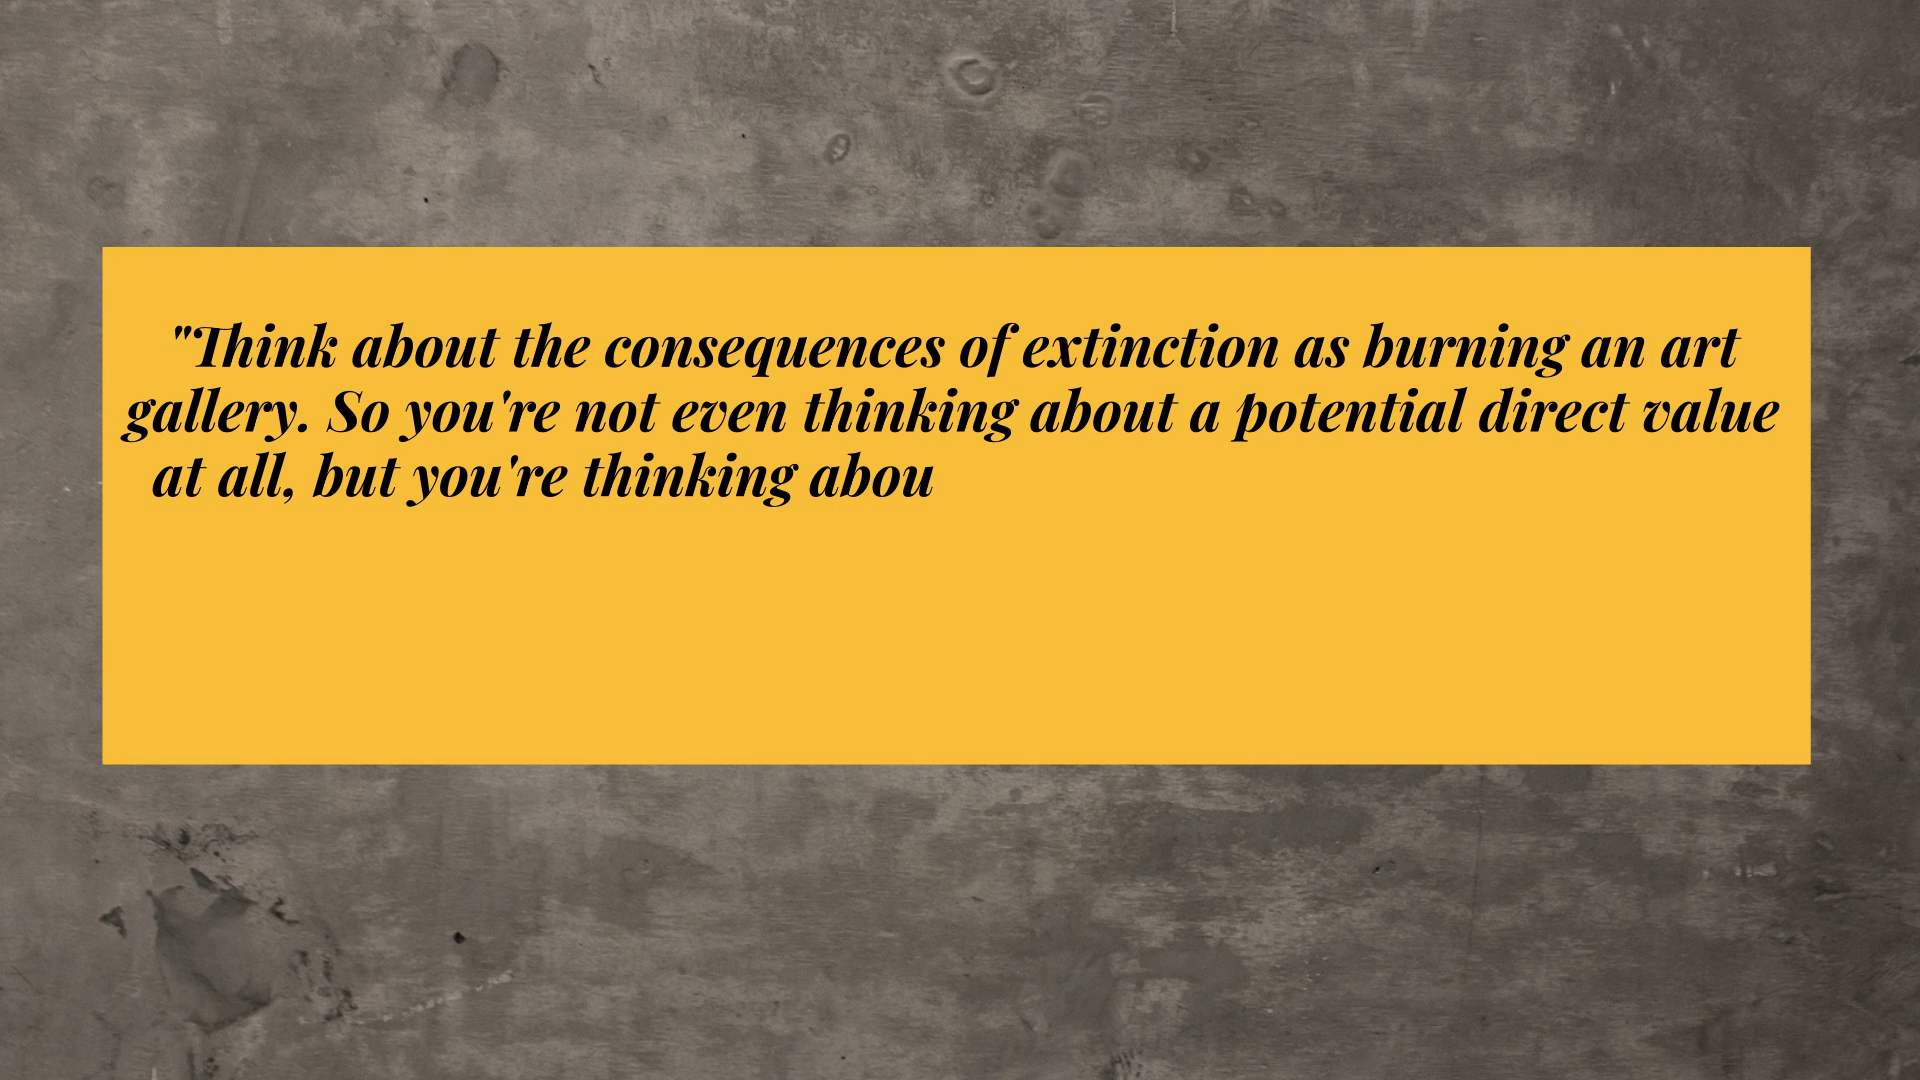 "Think about the consequences of extinction as burning an art
gallery. So you're not even thinking about a potential direct value
at all, but you're thinking abou